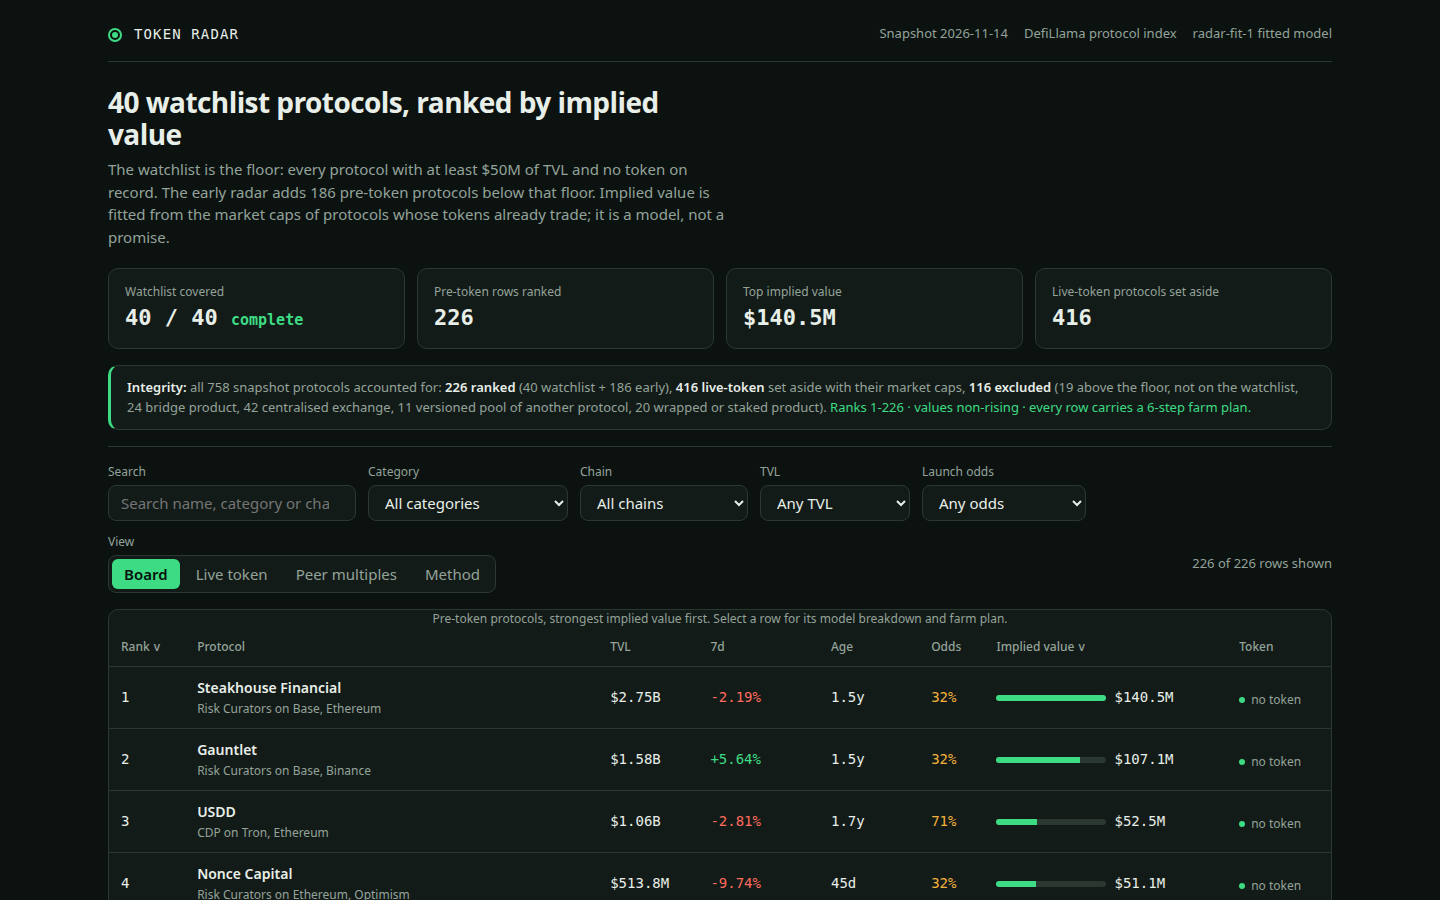 TOKEN RADAR
Snapshot 2026-11-14 DefiLlama protocol index radar-fit-1 fitted model
40 watchlist protocols, ranked by implied
value
The watchlist is the floor: every protocol with at least $50M of TVL and no token on
record. The early radar adds 186 pre-token protocols below that floor. Implied value is
fitted from the market caps of protocols whose tokens already trade; it is a model, not a
promise.
Watchlist covered
40 / 40 complete
Pre-token rows ranked
226
Top implied value
$140.5M
Live-token protocols set aside
416
Integrity: all 758 snapshot protocols accounted for: 226 ranked (40 watchlist + 186 early), 416 live-token set aside with their market caps, 116 excluded (19 above the floor, not on the watchlist,
24 bridge product, 42 centralised exchange, 11 versioned pool of another protocol, 20 wrapped or staked product). Ranks 1-226 · values non-rising · every row carries a 6-step farm plan.
Search Category Chain TVL Launch odds
Search name, category or cha All categories All chains Any TVL Any odds
View
Board Live token Peer multiples Method
226 of 226 rows shown
Pre-token protocols, strongest implied value first. Select a row for its model breakdown and farm plan.
Rank v Protocol TVL 7d Age Odds Implied value v Token
1 Steakhouse Financial $2.75B -2.19% 1.5y 32% $140.5M no token
Risk Curators on Base, Ethereum
2 Gauntlet $1.58B +5.64% 1.5y 32% $107.1M no token
Risk Curators on Base, Binance
3 USDD $1.06B -2.81% 1.7y 71% $52.5M no token
CDP on Tron, Ethereum
4 Nonce Capital $513.8M -9.74% 45d 32% $51.1M no token
Risk Curators on Ethereum, Optimism